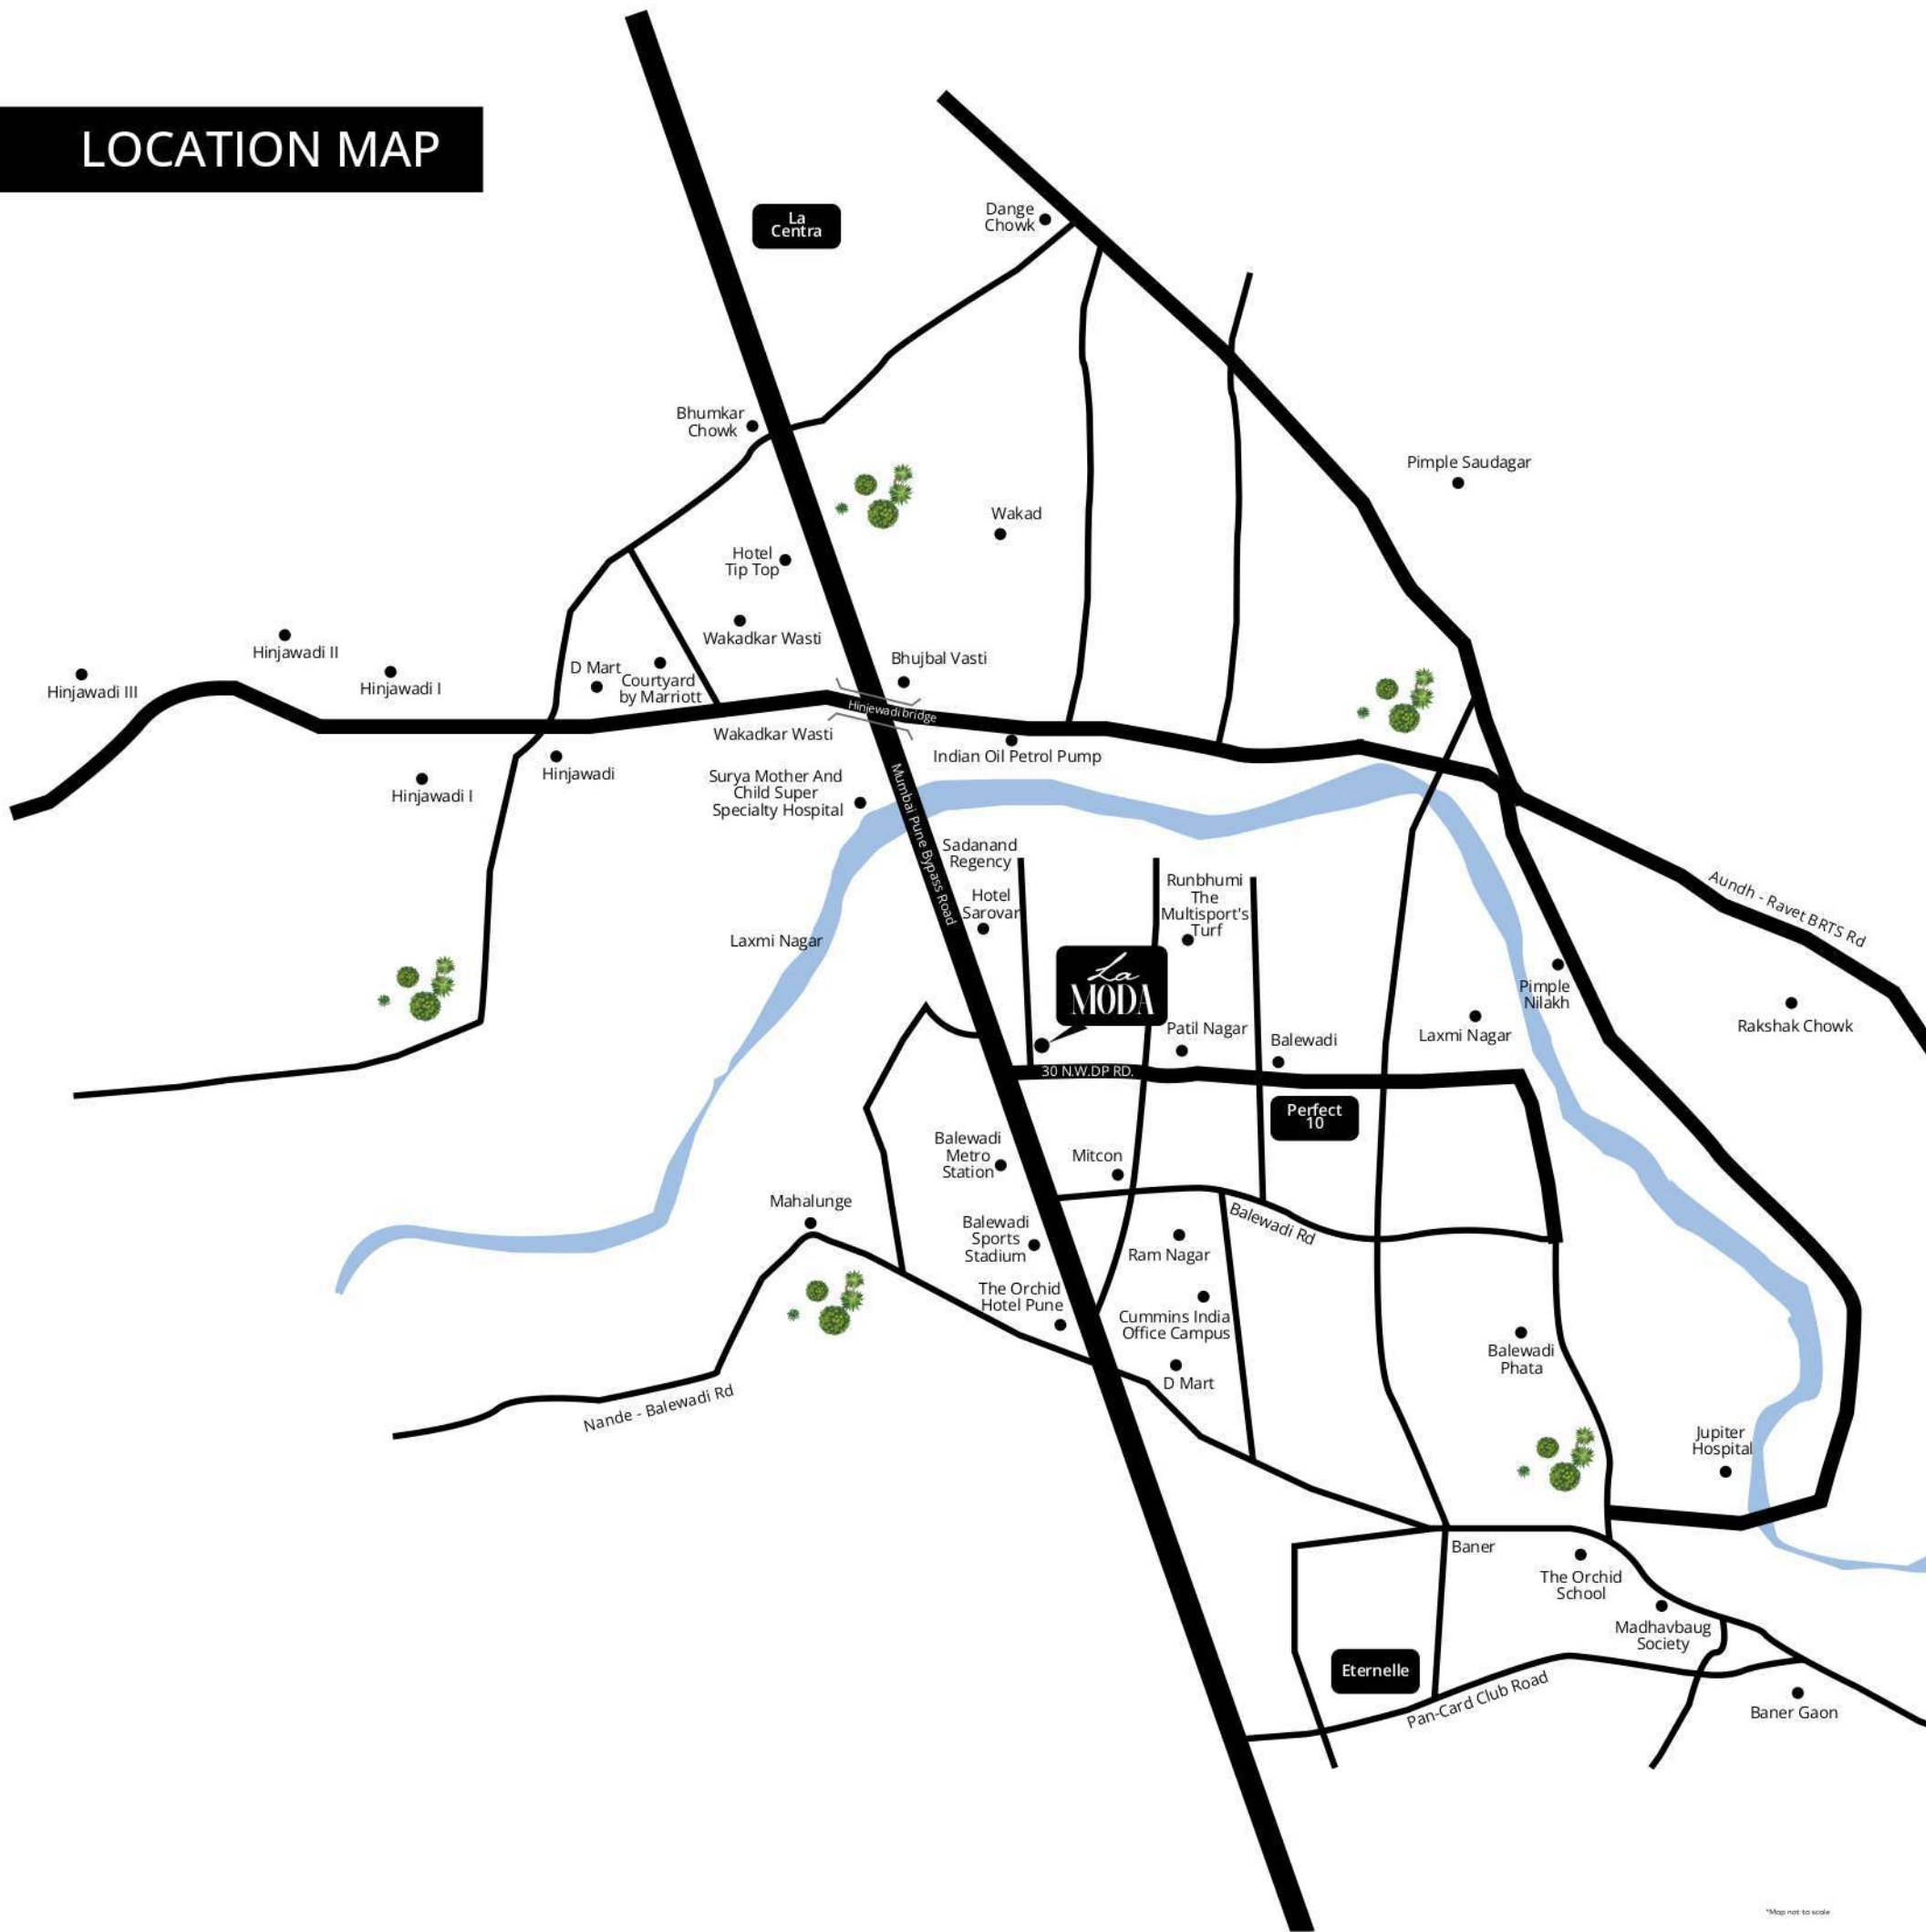 LOCATION MAP
La
Centra
Dange
Chowk
Bhumkar
Chowk
Pimple Saudagar
Wakad
Hotel
Tip Top
Wakadkar Wasti
Hinjawadi II
Hinjawadi III
Hinjawadi I
D Mart
Courtyard
by Marriott
Bhujbal Vasti
Hinjewadi bridge
Wakadkar Wasti
Indian Oil Petrol Pump
Hinjawadi
Hinjawadi I
Surya Mother And
Child Super
Specialty Hospital
Mumbai Pune Bypass Road
Sadanand
Regency
Hotel
Sarovar
Runbhumi
The
Multisport's
Turf
Aundh - Ravet BRTS Rd
Laxmi Nagar
La
MODA
Pimple
Nilakh
Rakshak Chowk
Patil Nagar
Balewadi
Laxmi Nagar
30 N.W.DP RD.
Perfect
10
Balewadi
Metro
Station
Mitcon
Mahalunge
Balewadi
Sports
Stadium
Balewadi Rd
Ram Nagar
The Orchid
Hotel Pune
Cummins India
Office Campus
Balewadi
Phata
D Mart
Nande - Balewadi Rd
Jupiter
Hospital
Baner
The Orchid
School
Madhavbaug
Society
Eternelle
Pan-Card Club Road
Baner Gaon
*Map not to scale